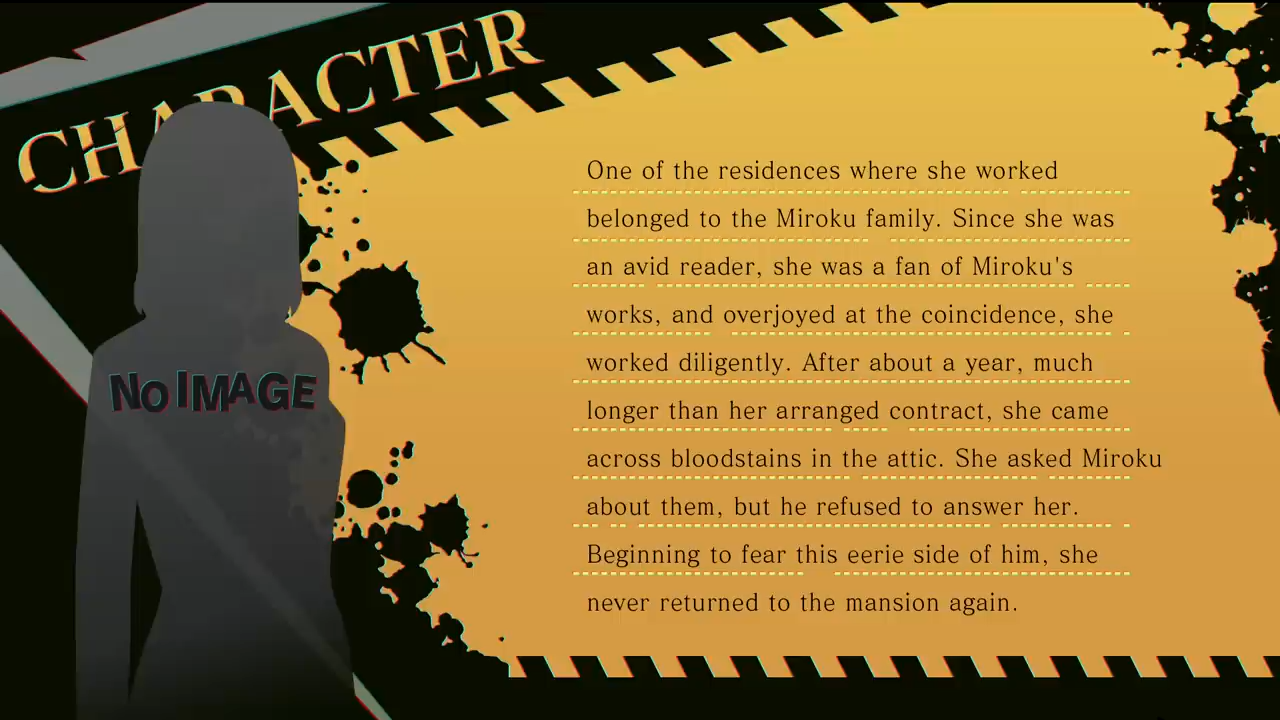 CHARACTER
No IMAGE
One of the residences where she worked
belonged to the Miroku family. Since she was
an avid reader, she was a fan of Miroku's
works, and overjoyed at the coincidence, she
worked diligently. After about a year, much
longer than her arranged contract, she came
across bloodstains in the attic. She asked Miroku
about them, but he refused to answer her.
Beginning to fear this eerie side of him, she
never returned to the mansion again.